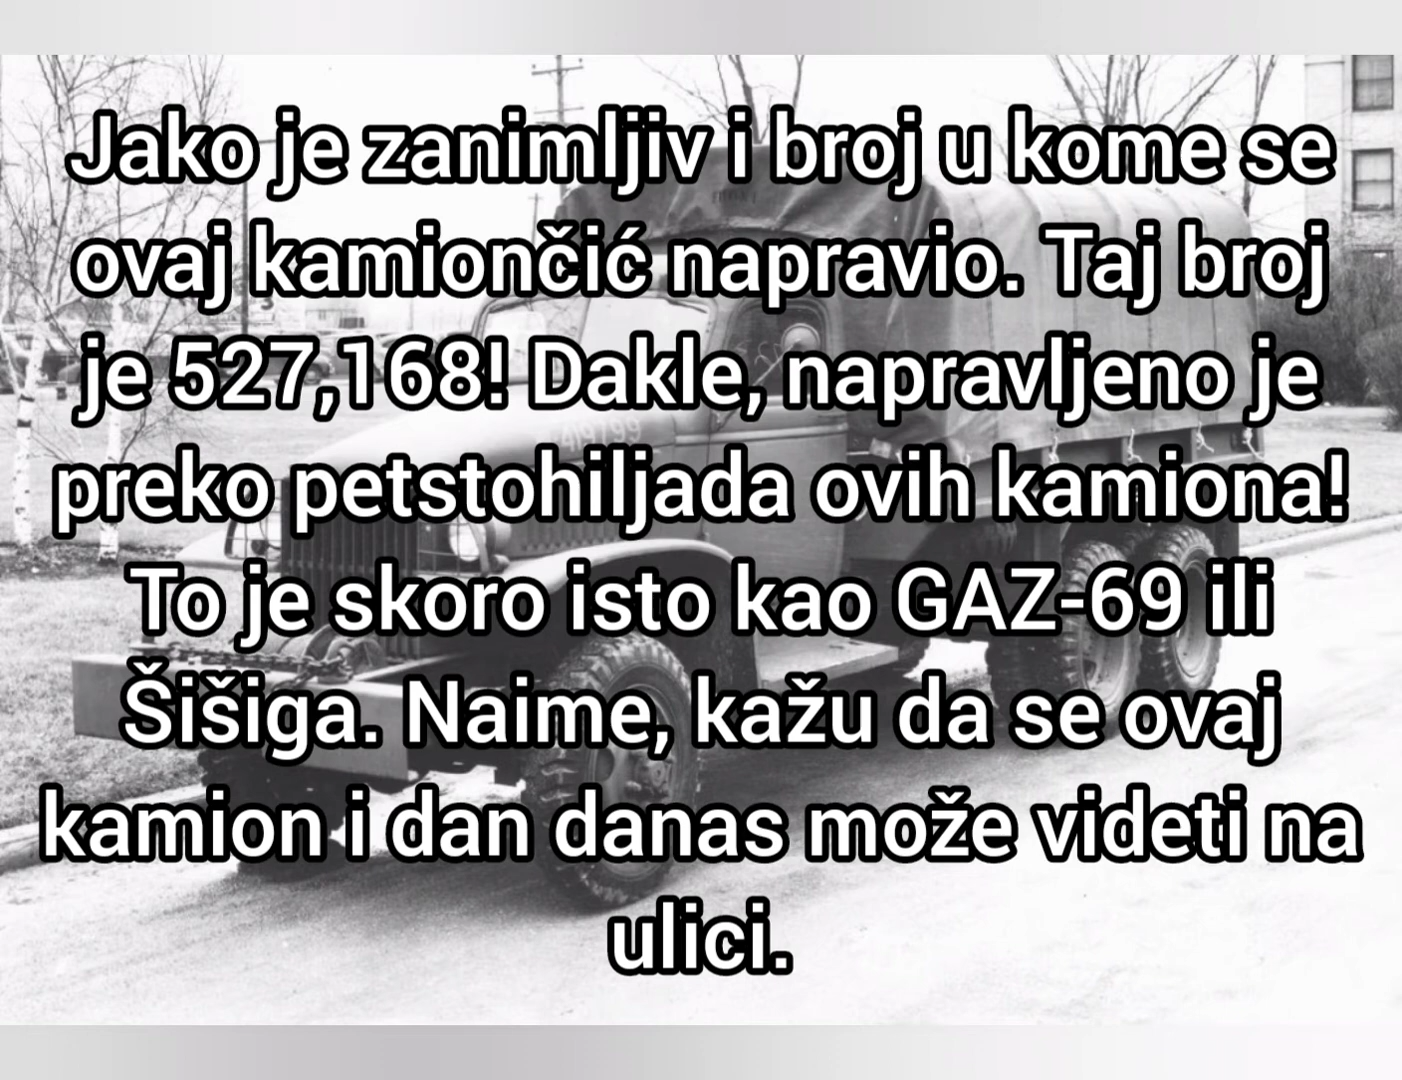 Jako je zanimljiv i broj u kome se
ovaj kamiončić napravio. Taj broj
je 527,168! Dakle, napravljeno je
preko petstohiljada ovih kamiona!
To je skoro isto kao GAZ-69 ili
Šišiga. Naime, kažu da se ovaj
kamion i dan danas može videti na
ulici.